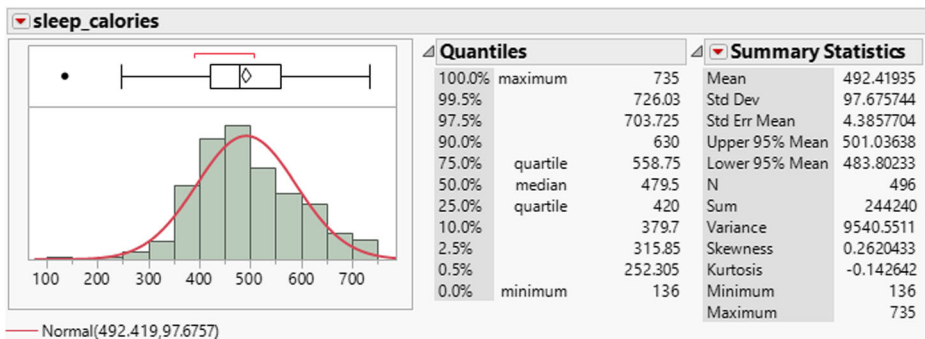 sleep_calories
Quantiles
100.0% maximum 735
99.5% 726.03
97.5% 703.725
90.0% 630
75.0% quartile 558.75
50.0% median 479.5
25.0% quartile 420
10.0% 379.7
2.5% 315.85
0.5% 252.305
0.0% minimum 136
Summary Statistics
Mean 492.41935
Std Dev 97.675744
Std Err Mean 4.3857704
Upper 95% Mean 501.03638
Lower 95% Mean 483.80233
N 496
Sum 244240
Variance 9540.5511
Skewness 0.2620433
Kurtosis -0.142642
Minimum 136
Maximum 735
100 200 300 400 500 600 700
Normal(492.419,97.6757)